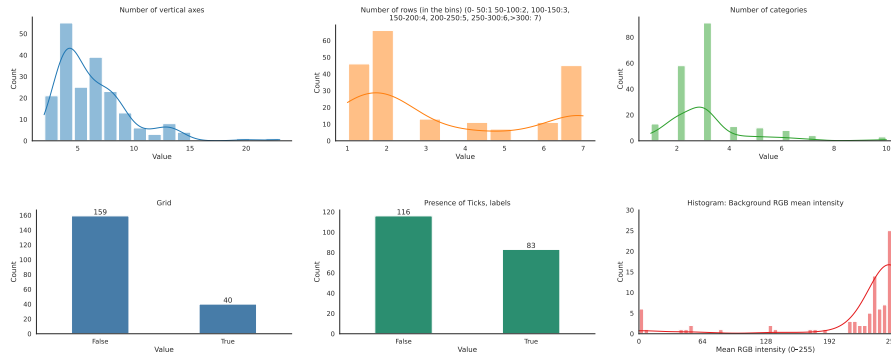 Number of vertical axes
Count
50
40
30
20
10
0
5
10
15
20
Value
Number of rows (in the bins) (0- 50:1 50-100:2, 100-150:3,
150-200:4, 200-250:5, 250-300:6,>300: 7)
Count
60
50
40
30
20
10
0
1
2
3
4
5
6
7
Value
Number of categories
Count
80
60
40
20
0
2
4
6
8
10
Value
Grid
Count
160
140
120
100
80
60
40
20
0
159
40
False
True
Value
Presence of Ticks, labels
Count
120
100
80
60
40
20
0
116
83
False
True
Value
Histogram: Background RGB mean intensity
Count
30
25
20
15
10
5
0
0
64
128
192
Mean RGB intensity (0–255)